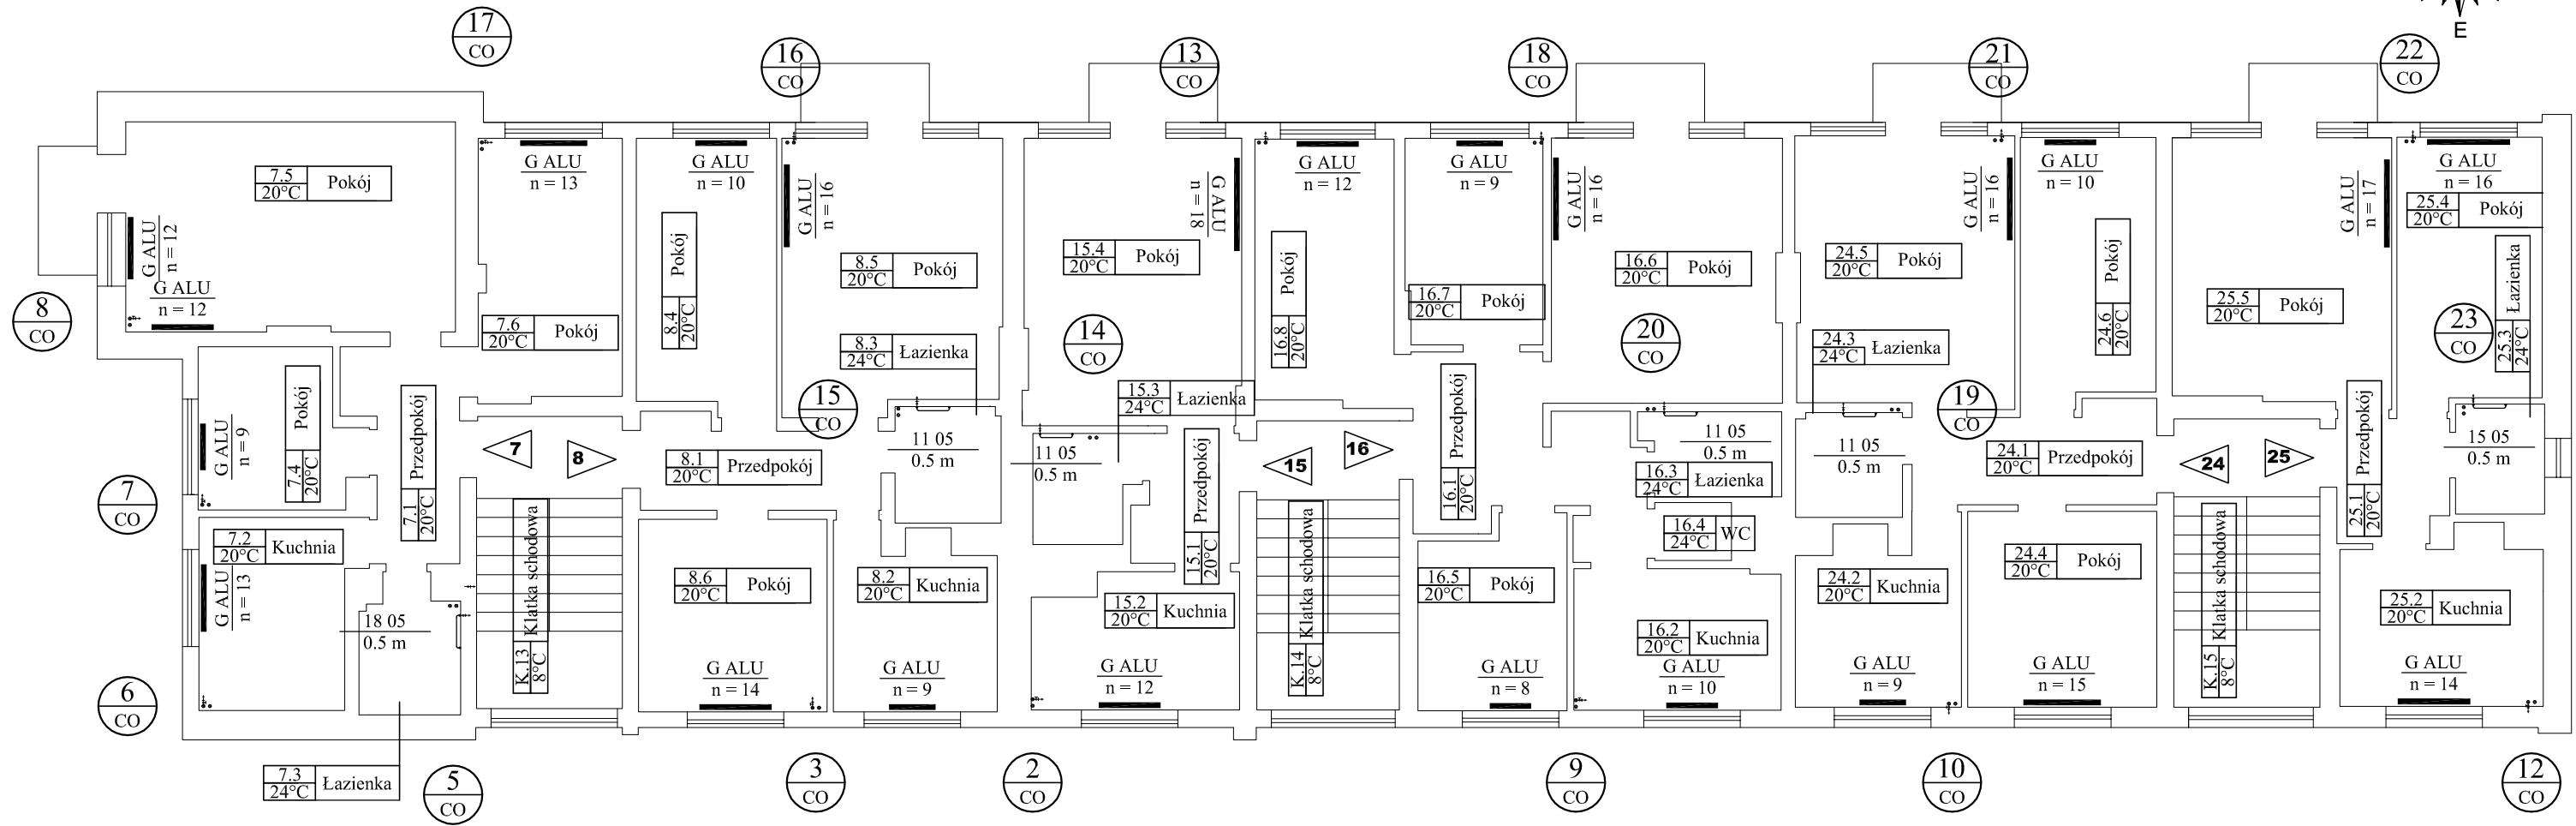 E
17
CO
16
CO
13
CO
18
CO
21
CO
22
CO
7.5
20°C
Pokój
G ALU
n = 12
G ALU
n = 12
8
CO
G ALU
n = 13
7.6
20°C
Pokój
G ALU
n = 10
Pokój
8.4
20°C
G ALU
n = 16
8.5
20°C
Pokój
8.3
24°C
Łazienka
15
CO
11 05
0.5 m
15.4
20°C
Pokój
G ALU
n = 18
14
CO
15.3
24°C
Łazienka
11 05
0.5 m
G ALU
n = 12
Pokój
16.8
20°C
G ALU
n = 9
16.7
20°C
Pokój
G ALU
n = 16
16.6
20°C
Pokój
20
CO
11 05
0.5 m
16.3
24°C
Łazienka
16.4
24°C
WC
G ALU
n = 16
24.5
20°C
Pokój
24.3
24°C
Łazienka
19
CO
11 05
0.5 m
G ALU
n = 10
Pokój
24.6
20°C
G ALU
n = 17
25.5
20°C
Pokój
G ALU
n = 16
25.4
20°C
Pokój
Łazienka
25.3
24°C
23
CO
15 05
0.5 m
G ALU
n = 9
Pokój
7.4
20°C
Przedpokój
7.1
20°C
7
8
8.1
20°C
Przedpokój
Przedpokój
15.1
20°C
15
16
Przedpokój
16.1
20°C
24.1
20°C
Przedpokój
24
25
Przedpokój
25.1
20°C
7
CO
7.2
20°C
Kuchnia
G ALU
n = 13
18 05
0.5 m
Klatka schodowa
K.13
8°C
8.6
20°C
Pokój
G ALU
n = 14
8.2
20°C
Kuchnia
G ALU
n = 9
15.2
20°C
Kuchnia
G ALU
n = 12
Klatka schodowa
K.14
8°C
16.5
20°C
Pokój
G ALU
n = 8
16.2
20°C
Kuchnia
G ALU
n = 10
24.2
20°C
Kuchnia
G ALU
n = 9
24.4
20°C
Pokój
G ALU
n = 15
Klatka schodowa
K.15
8°C
25.2
20°C
Kuchnia
G ALU
n = 14
6
CO
7.3
24°C
Łazienka
5
CO
3
CO
2
CO
9
CO
10
CO
12
CO